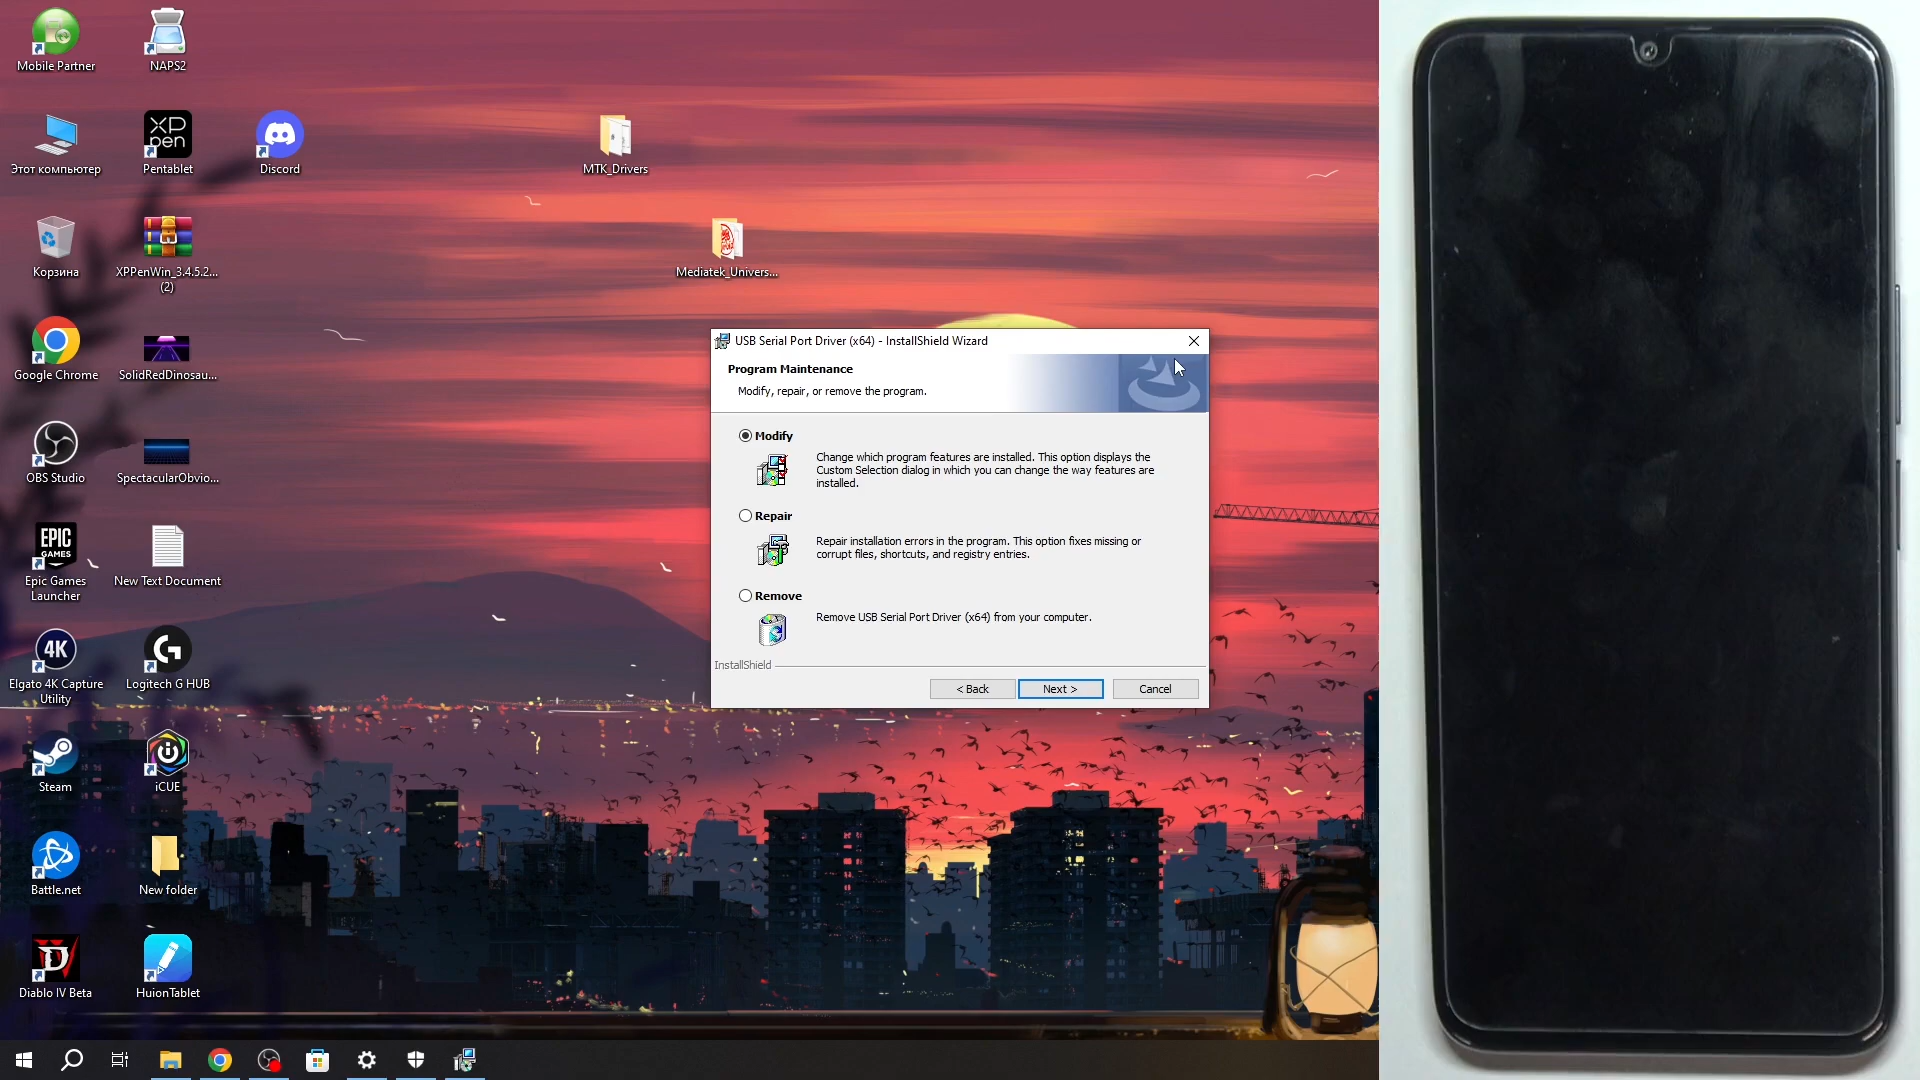 Mobile Partner
NAPS2
Этот компьютер
XP
pen
Pentablet
Discord
MTK_Drivers
Корзина
XPPenWin_3.4.5.2...
(2)
Mediatek_Univers...
Google Chrome
SolidRedDinosau...
OBS Studio
SpectacularObvio...
EPIC
GAMES
Epic Games
Launcher
New Text Document
4K
Elgato 4K Capture
Utility
Logitech G HUB
Steam
iCUE
Battle.net
New folder
Diablo IV Beta
HuionTablet
USB Serial Port Driver (x64) - InstallShield Wizard
Program Maintenance
Modify, repair, or remove the program.
Modify
Change which program features are installed. This option displays the
Custom Selection dialog in which you can change the way features are
installed.
Repair
Repair installation errors in the program. This option fixes missing or
corrupt files, shortcuts, and registry entries.
Remove
Remove USB Serial Port Driver (x64) from your computer.
InstallShield
< Back
Next >
Cancel